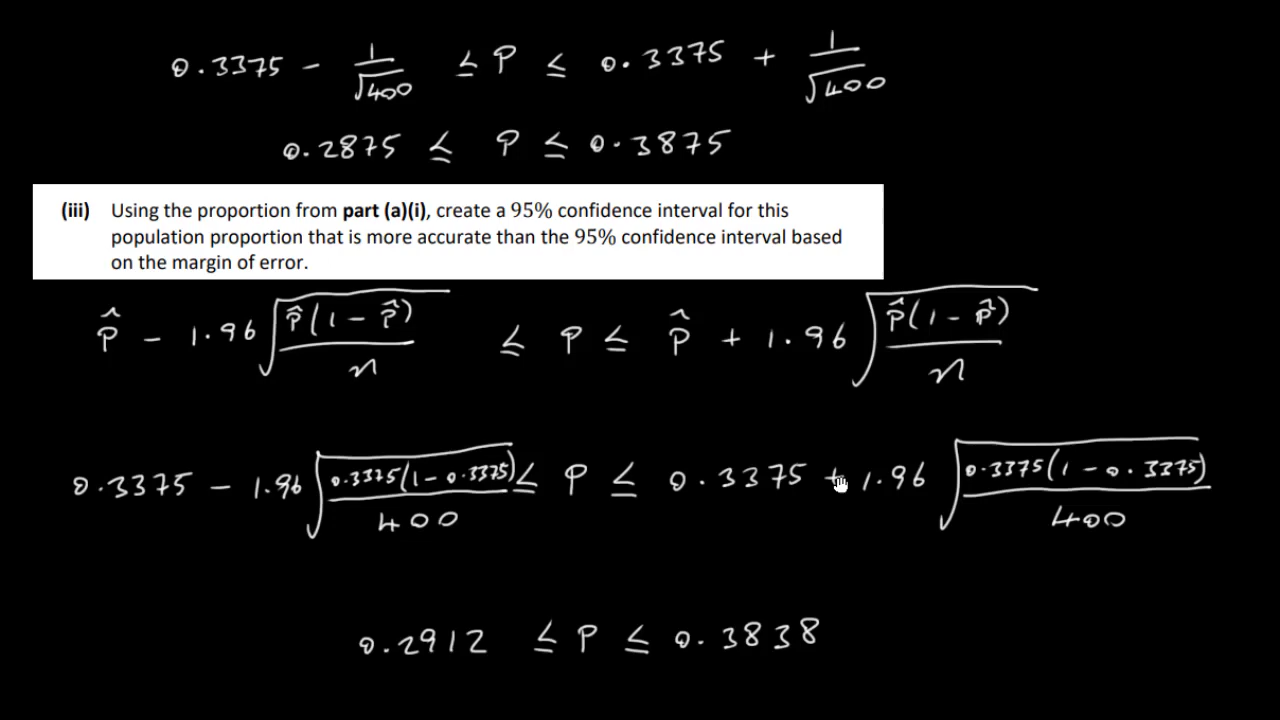 0.3375 - 1/√400 ≤ P ≤ 0.3375 + 1/√400
0.2875 ≤ P ≤ 0.3875
(iii) Using the proportion from part (a)(i), create a 95% confidence interval for this
population proportion that is more accurate than the 95% confidence interval based
on the margin of error.
p̂ - 1.96 √(p̂(1 - p̂)/n) ≤ P ≤ p̂ + 1.96 √(p̂(1 - p̂)/n)
0.3375 - 1.96 √(0.3375(1 - 0.3375)/400) ≤ P ≤ 0.3375 + 1.96 √(0.3375(1 - 0.3375)/400)
0.2912 ≤ P ≤ 0.3838